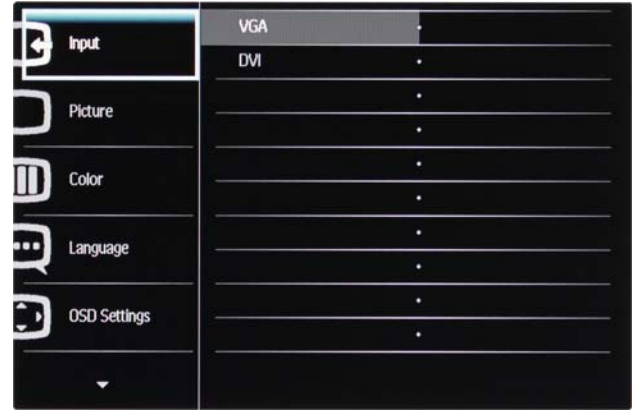 Input
VGA
DVI
Picture
Color
Language
OSD Settings